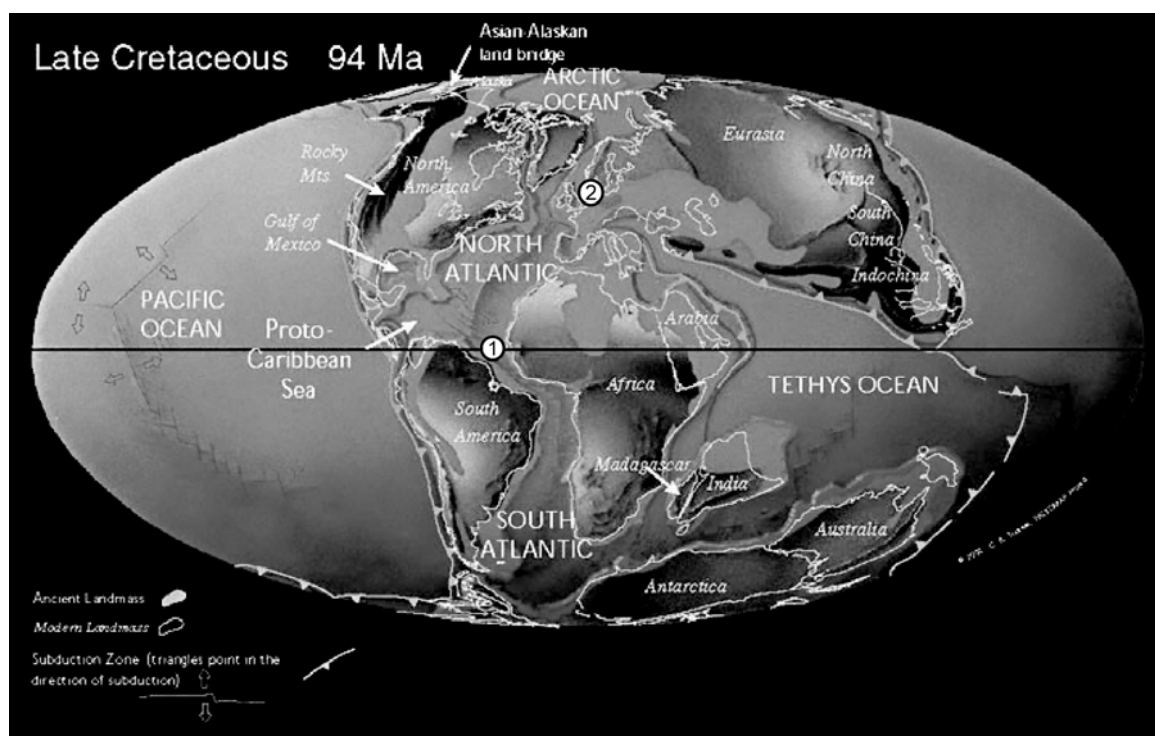 Late Cretaceous 94 Ma
Asian-Alaskan
land bridge
Alaska
ARCTIC
OCEAN
Rocky
Mts.
North
America
Eurasia
North
China
2
South
China
Gulf of
Mexico
NORTH
ATLANTIC
Indochina
PACIFIC
OCEAN
Arabia
Proto-
Caribbean
Sea
1
Africa
TETHYS OCEAN
South
America
Madagascar
India
SOUTH
ATLANTIC
Australia
Antarctica
Ancient Landmass
Modern Landmass
Subduction Zone (triangles point in the
direction of subduction)